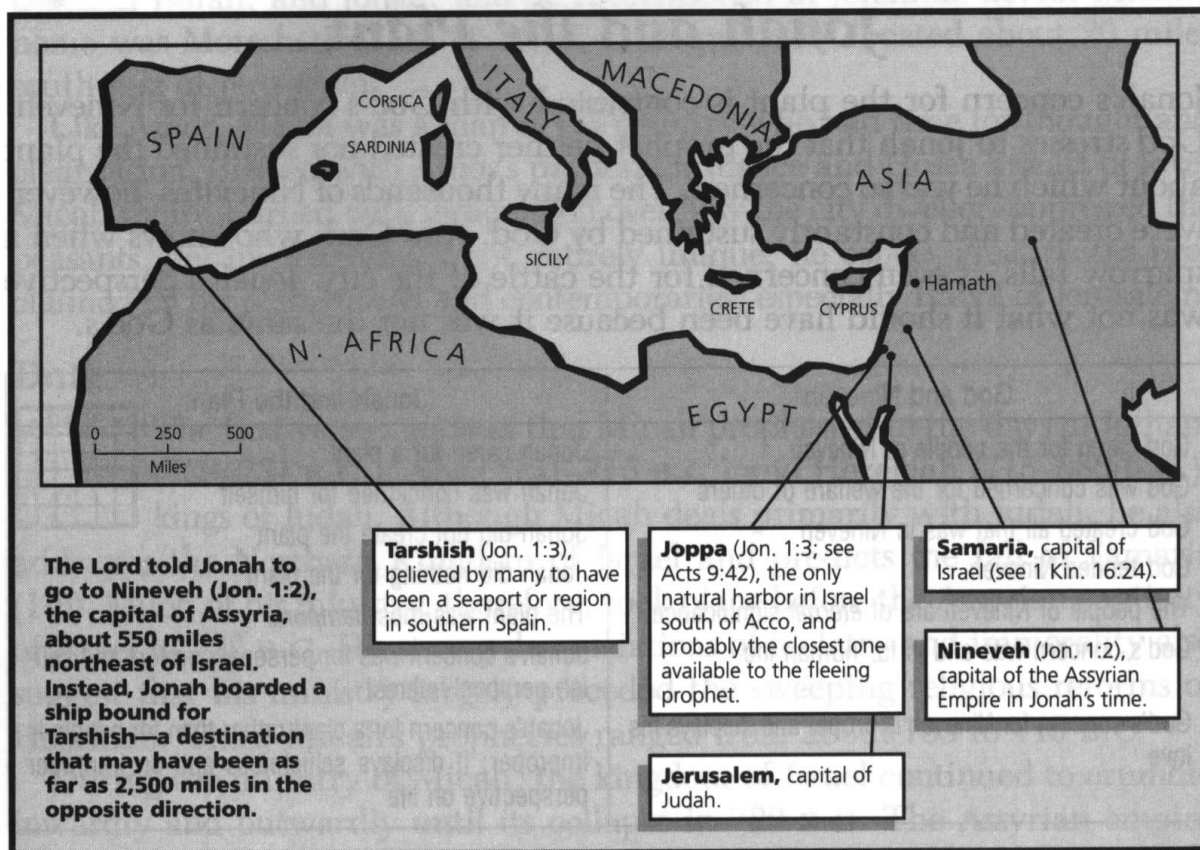 CORSICA
ITALY
MACEDONIA
SPAIN
SARDINIA
ASIA
SICILY
Hamath
CRETE
CYPRUS
N. AFRICA
EGYPT
0 250 500
Miles
The Lord told Jonah to
go to Nineveh (Jon. 1:2),
the capital of Assyria,
about 550 miles
northeast of Israel.
Instead, Jonah boarded a
ship bound for
Tarshish—a destination
that may have been as
far as 2,500 miles in the
opposite direction.
Tarshish (Jon. 1:3),
believed by many to have
been a seaport or region
in southern Spain.
Joppa (Jon. 1:3; see
Acts 9:42), the only
natural harbor in Israel
south of Acco, and
probably the closest one
available to the fleeing
prophet.
Jerusalem, capital of
Judah.
Samaria, capital of
Israel (see 1 Kin. 16:24).
Nineveh (Jon. 1:2),
capital of the Assyrian
Empire in Jonah's time.